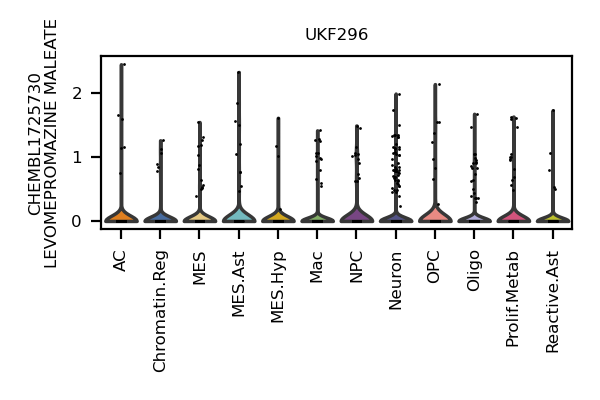 UKF296
CHEMBL1725730
LEVOMEPROMAZINE MALEATE
2
1
0
AC
Chromatin.Reg
MES
MES.Ast
MES.Hyp
Mac
NPC
Neuron
OPC
Oligo
Prolif.Metab
Reactive.Ast